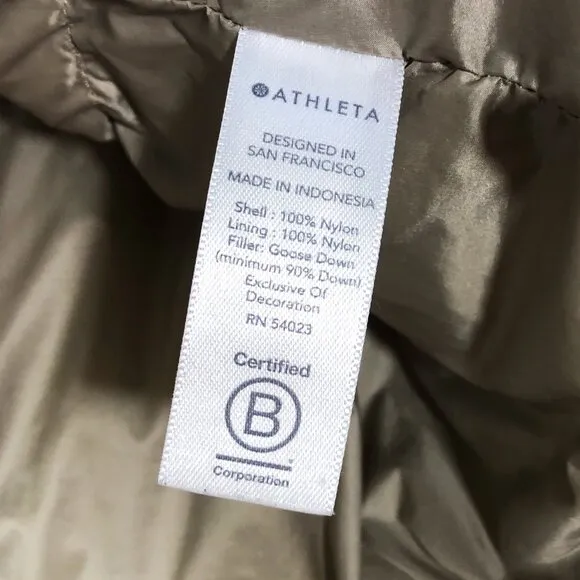 ATHLETA
DESIGNED IN
SAN FRANCISCO
MADE IN INDONESIA
Shell : 100% Nylon
Lining : 100% Nylon
Filler: Goose Down
(minimum 90% Down)
Exclusive Of
Decoration
RN 54023
Certified
B
Corporation